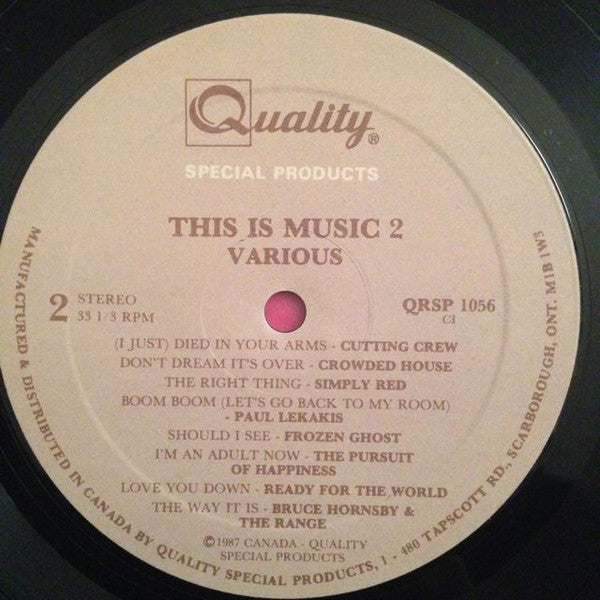 Quality®
SPECIAL PRODUCTS
THIS IS MUSIC 2
VARIOUS
2 STEREO
33 1/3 RPM
QRSP 1056
CI
(I JUST) DIED IN YOUR ARMS - CUTTING CREW
DON'T DREAM IT'S OVER - CROWDED HOUSE
THE RIGHT THING - SIMPLY RED
BOOM BOOM (LET'S GO BACK TO MY ROOM)
- PAUL LEKAKIS
SHOULD I SEE - FROZEN GHOST
I'M AN ADULT NOW - THE PURSUIT
OF HAPPINESS
LOVE YOU DOWN - READY FOR THE WORLD
THE WAY IT IS - BRUCE HORNSBY &
THE RANGE
©1987 CANADA - QUALITY
SPECIAL PRODUCTS
MANUFACTURED & DISTRIBUTED IN CANADA BY QUALITY SPECIAL PRODUCTS, 1 - 480 TAPSCOTT RD., SCARBOROUGH, ONT. M1B 1W3